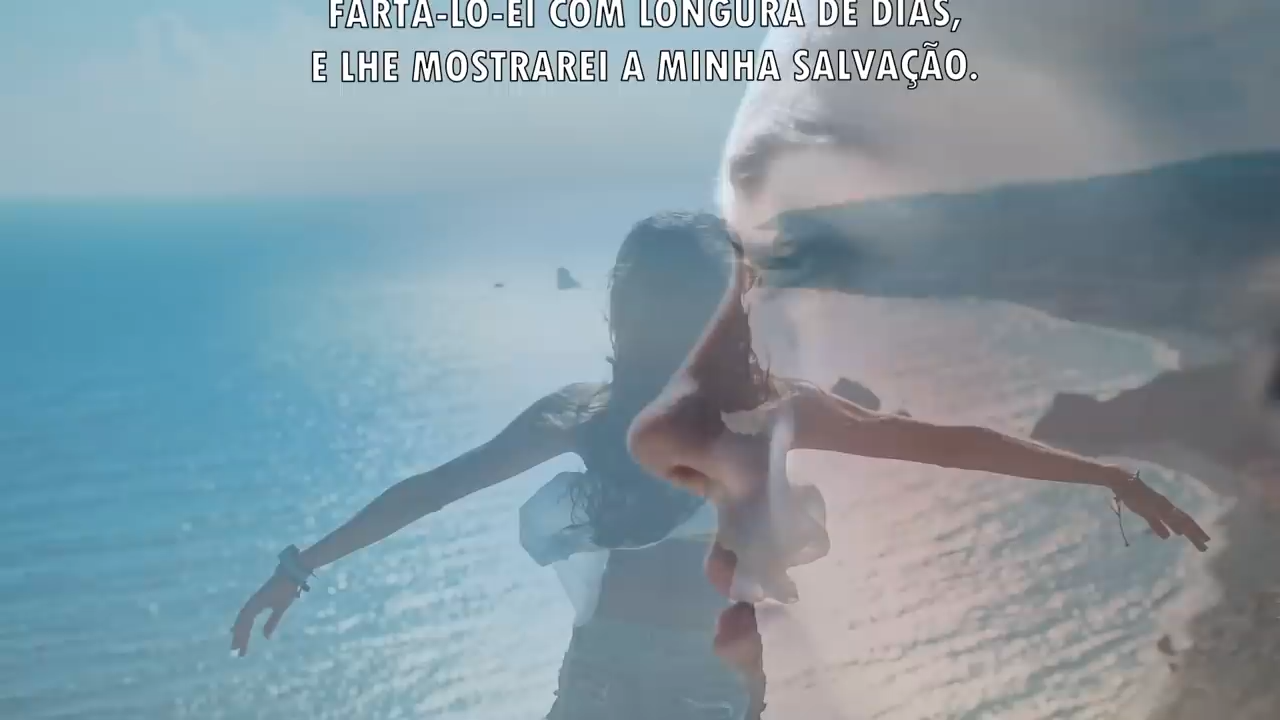 FARTÁ-LO-EI COM LONGURA DE DIAS,
E LHE MOSTRAREI A MINHA SALVAÇÃO.